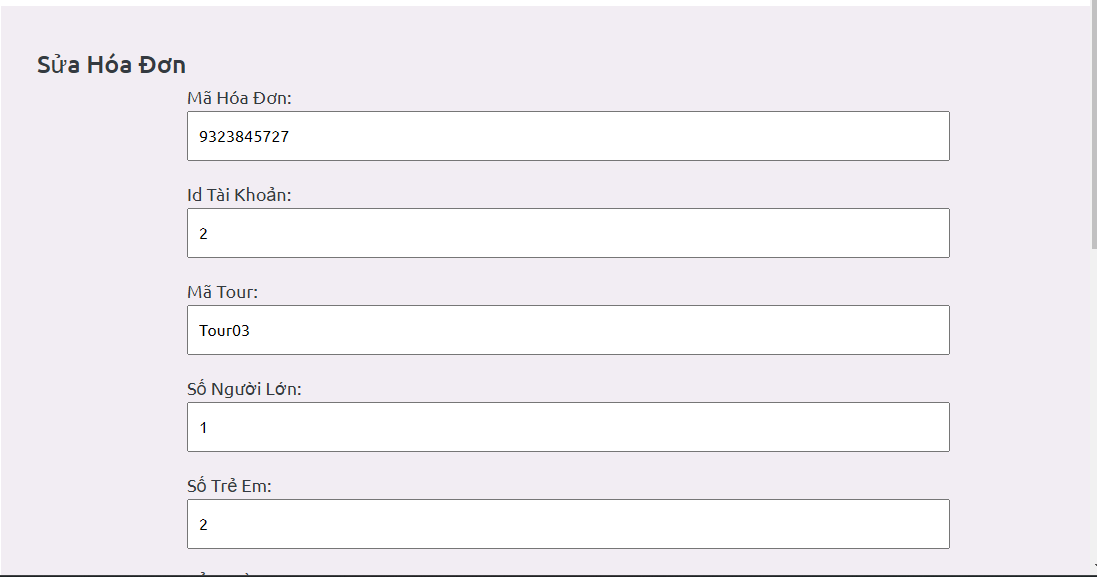 Sửa Hóa Đơn
Mã Hóa Đơn:
9323845727
Id Tài Khoản:
2
Mã Tour:
Tour03
Số Người Lớn:
1
Số Trẻ Em:
2